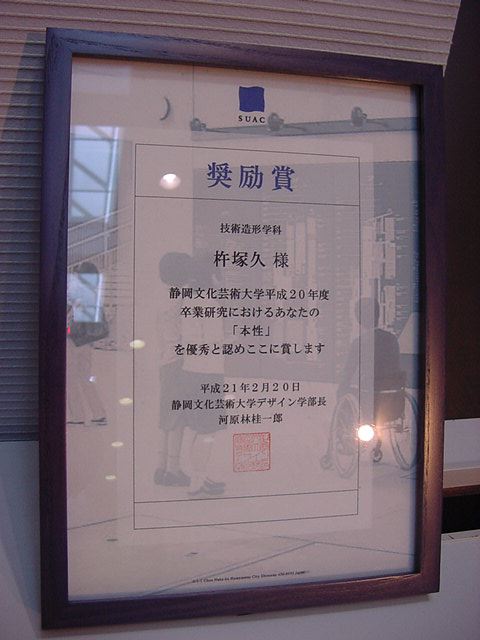 SUAC
奨励賞
技術造形学科
杵塚久 様
静岡文化芸術大学平成20年度
卒業研究におけるあなたの
「本性」
を優秀と認めここに賞します
平成21年2月20日
静岡文化芸術大学デザイン学部長
河原林桂一郎